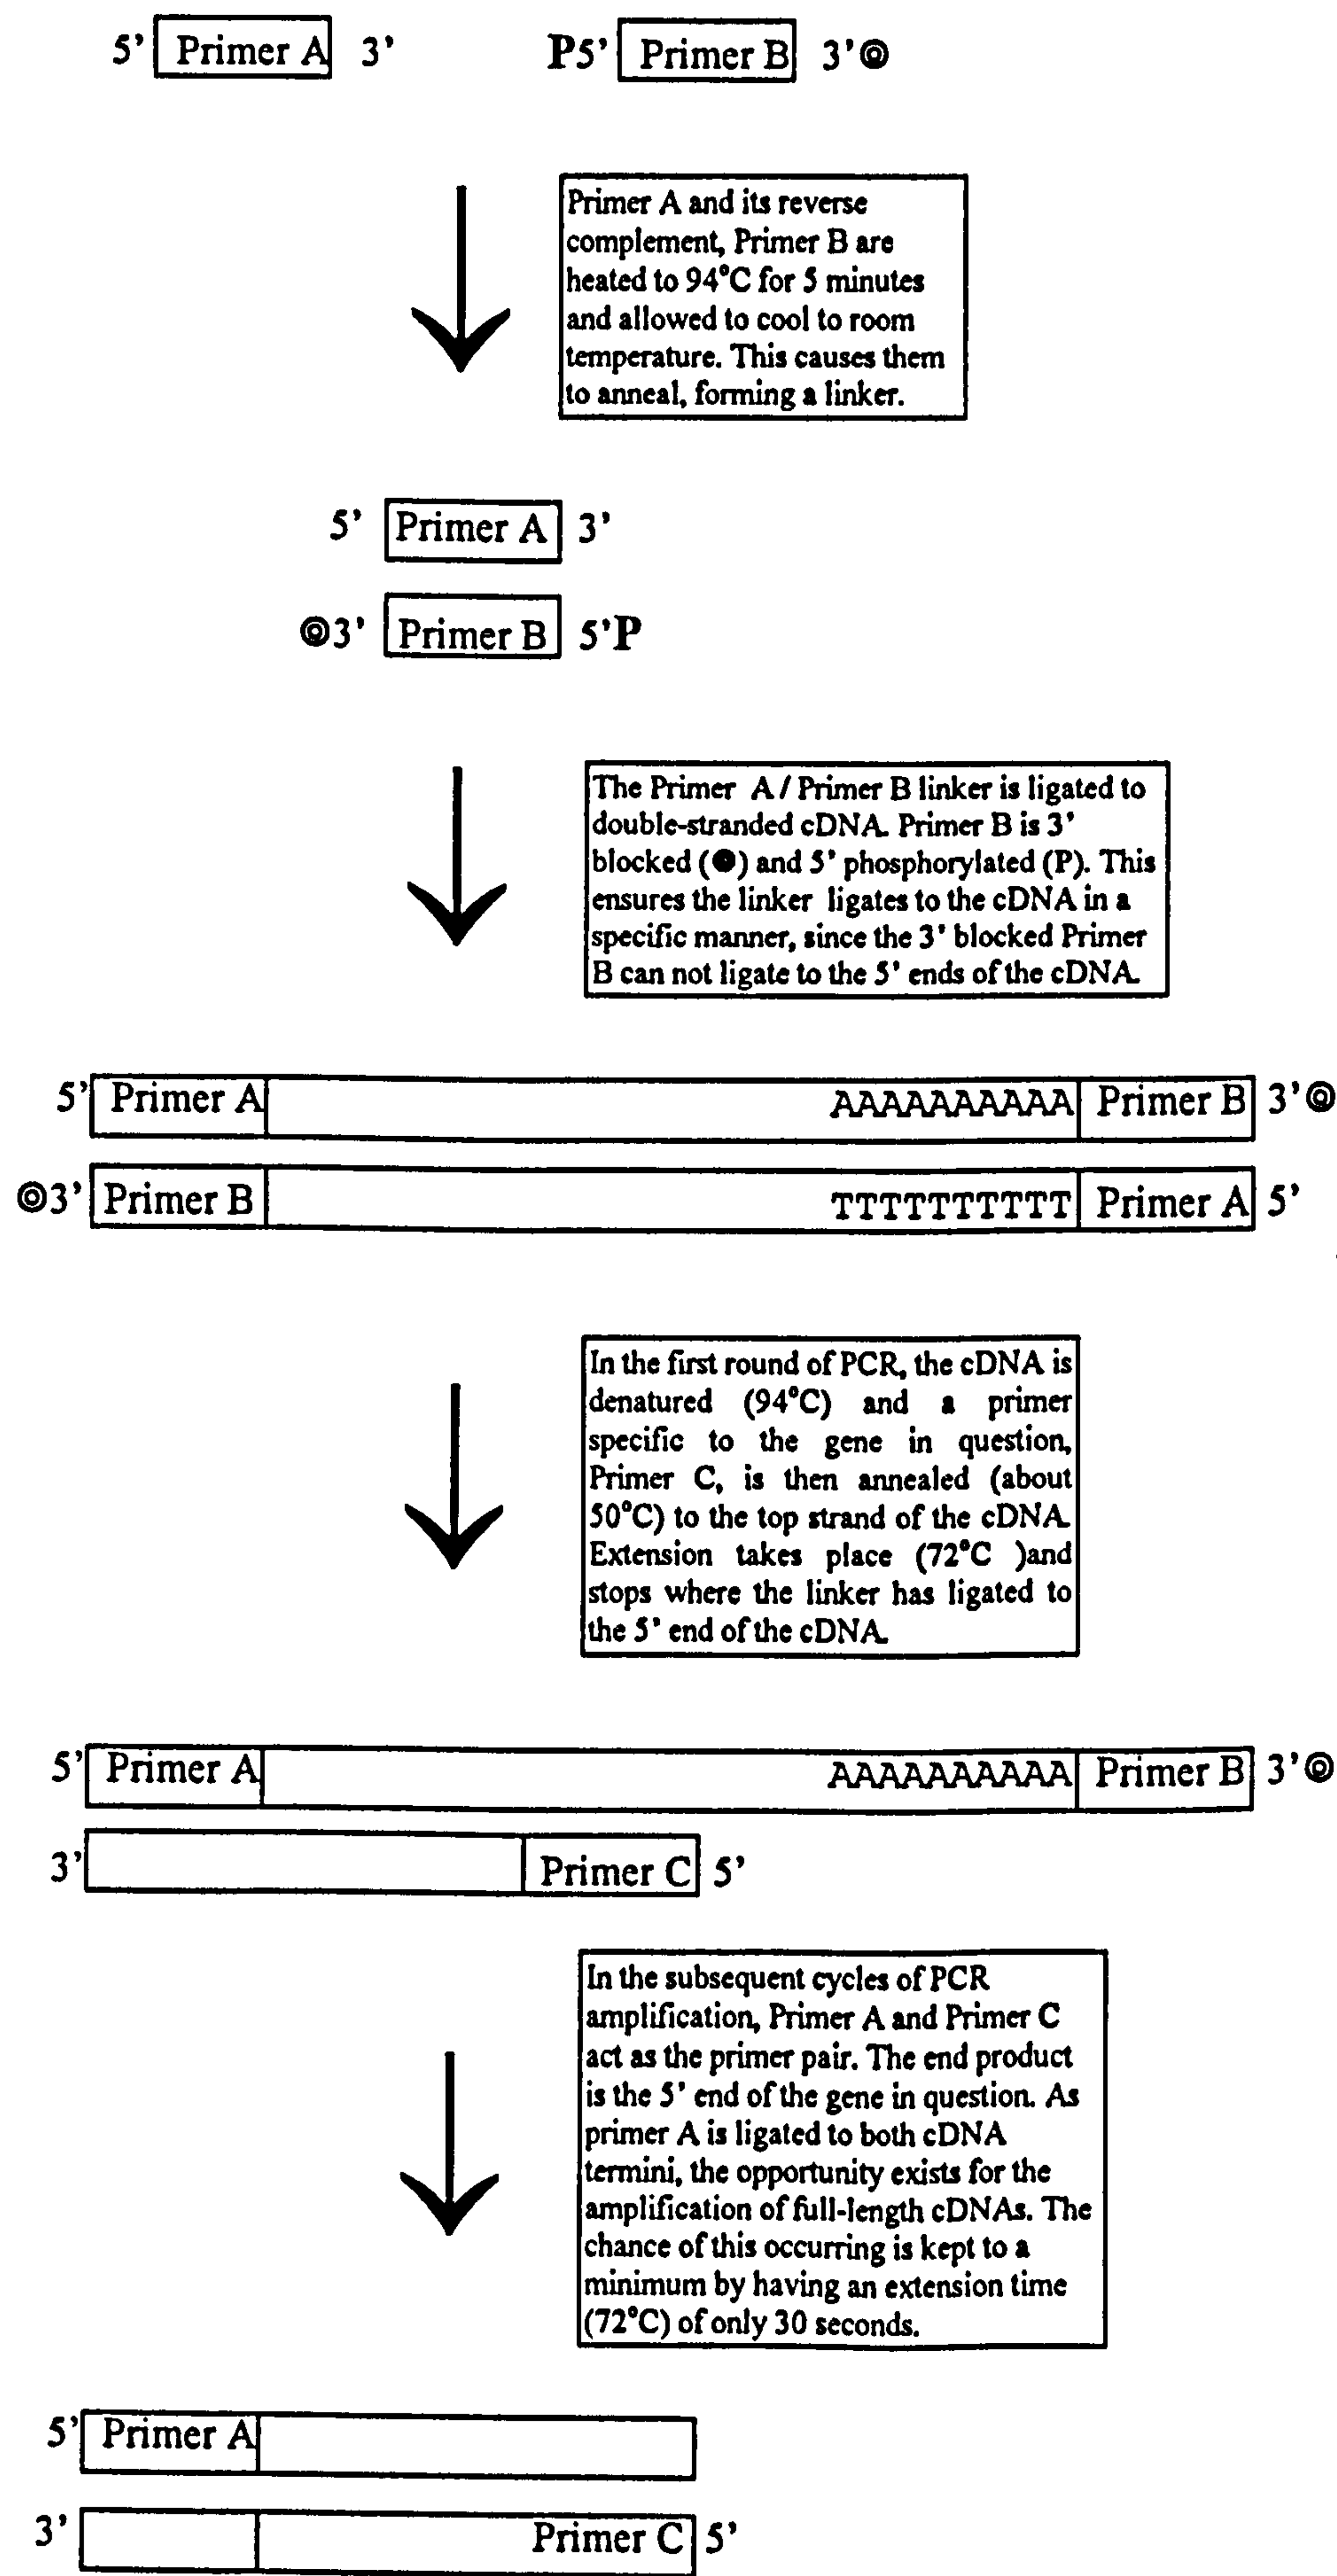 5' Primer A 3' P5' Primer B 3'◎
Primer A and its reverse
complement, Primer B are
heated to 94°C for 5 minutes
and allowed to cool to room
temperature. This causes them
to anneal, forming a linker.
5' Primer A 3'
◎3' Primer B 5'P
The Primer A / Primer B linker is ligated to
double-stranded cDNA. Primer B is 3'
blocked (●) and 5' phosphorylated (P). This
ensures the linker ligates to the cDNA in a
specific manner, since the 3' blocked Primer
B can not ligate to the 5' ends of the cDNA.
5' Primer A AAAAAAAAAA Primer B 3'◎
◎3' Primer B TTTTTTTTTT Primer A 5'
In the first round of PCR, the cDNA is
denatured (94°C) and a primer
specific to the gene in question,
Primer C, is then annealed (about
50°C) to the top strand of the cDNA.
Extension takes place (72°C )and
stops where the linker has ligated to
the 5' end of the cDNA.
5' Primer A AAAAAAAAAA Primer B 3'◎
3' Primer C 5'
In the subsequent cycles of PCR
amplification, Primer A and Primer C
act as the primer pair. The end product
is the 5' end of the gene in question. As
primer A is ligated to both cDNA
termini, the opportunity exists for the
amplification of full-length cDNAs. The
chance of this occurring is kept to a
minimum by having an extension time
(72°C) of only 30 seconds.
5' Primer A
3' Primer C 5'